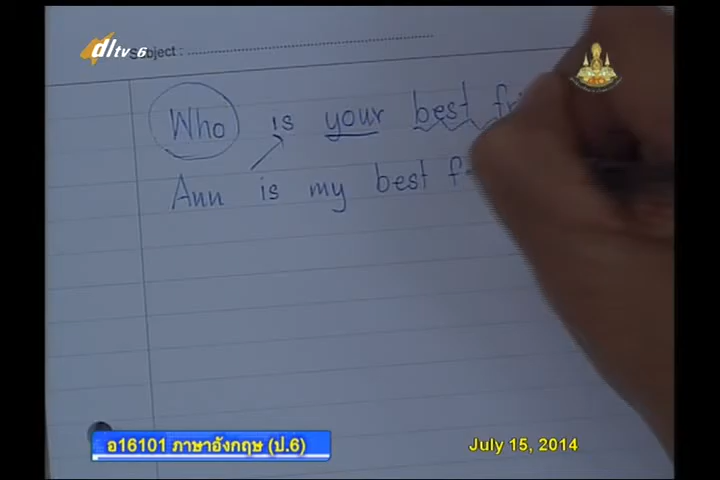 dltv 6
Subject :
Who is your best
Ann is my best
อ16101 ภาษาอังกฤษ (ป.6)
July 15, 2014